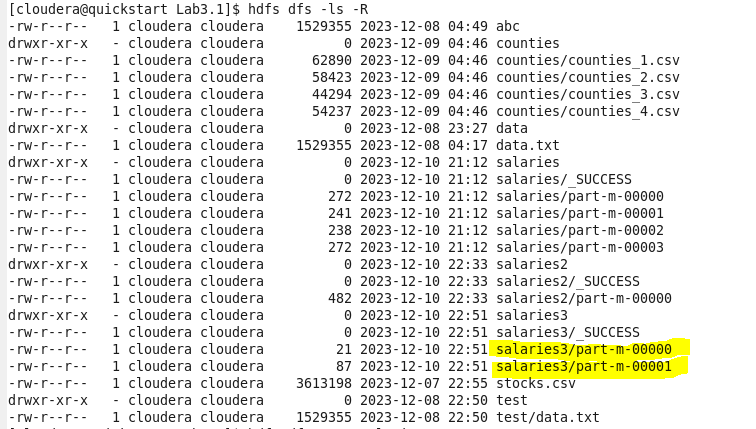 [cloudera@quickstart Lab3.1]$ hdfs dfs -ls -R
-rw-r--r--   1 cloudera cloudera    1529355 2023-12-08 04:49 abc
drwxr-xr-x   - cloudera cloudera          0 2023-12-09 04:46 counties
-rw-r--r--   1 cloudera cloudera      62890 2023-12-09 04:46 counties/counties_1.csv
-rw-r--r--   1 cloudera cloudera      58423 2023-12-09 04:46 counties/counties_2.csv
-rw-r--r--   1 cloudera cloudera      44294 2023-12-09 04:46 counties/counties_3.csv
-rw-r--r--   1 cloudera cloudera      54237 2023-12-09 04:46 counties/counties_4.csv
drwxr-xr-x   - cloudera cloudera          0 2023-12-08 23:27 data
-rw-r--r--   1 cloudera cloudera    1529355 2023-12-08 04:17 data.txt
drwxr-xr-x   - cloudera cloudera          0 2023-12-10 21:12 salaries
-rw-r--r--   1 cloudera cloudera          0 2023-12-10 21:12 salaries/_SUCCESS
-rw-r--r--   1 cloudera cloudera        272 2023-12-10 21:12 salaries/part-m-00000
-rw-r--r--   1 cloudera cloudera        241 2023-12-10 21:12 salaries/part-m-00001
-rw-r--r--   1 cloudera cloudera        238 2023-12-10 21:12 salaries/part-m-00002
-rw-r--r--   1 cloudera cloudera        272 2023-12-10 21:12 salaries/part-m-00003
drwxr-xr-x   - cloudera cloudera          0 2023-12-10 22:33 salaries2
-rw-r--r--   1 cloudera cloudera          0 2023-12-10 22:33 salaries2/_SUCCESS
-rw-r--r--   1 cloudera cloudera        482 2023-12-10 22:33 salaries2/part-m-00000
drwxr-xr-x   - cloudera cloudera          0 2023-12-10 22:51 salaries3
-rw-r--r--   1 cloudera cloudera          0 2023-12-10 22:51 salaries3/_SUCCESS
-rw-r--r--   1 cloudera cloudera         21 2023-12-10 22:51 salaries3/part-m-00000
-rw-r--r--   1 cloudera cloudera         87 2023-12-10 22:51 salaries3/part-m-00001
-rw-r--r--   1 cloudera cloudera    3613198 2023-12-07 22:55 stocks.csv
drwxr-xr-x   - cloudera cloudera          0 2023-12-08 22:50 test
-rw-r--r--   1 cloudera cloudera    1529355 2023-12-08 22:50 test/data.txt